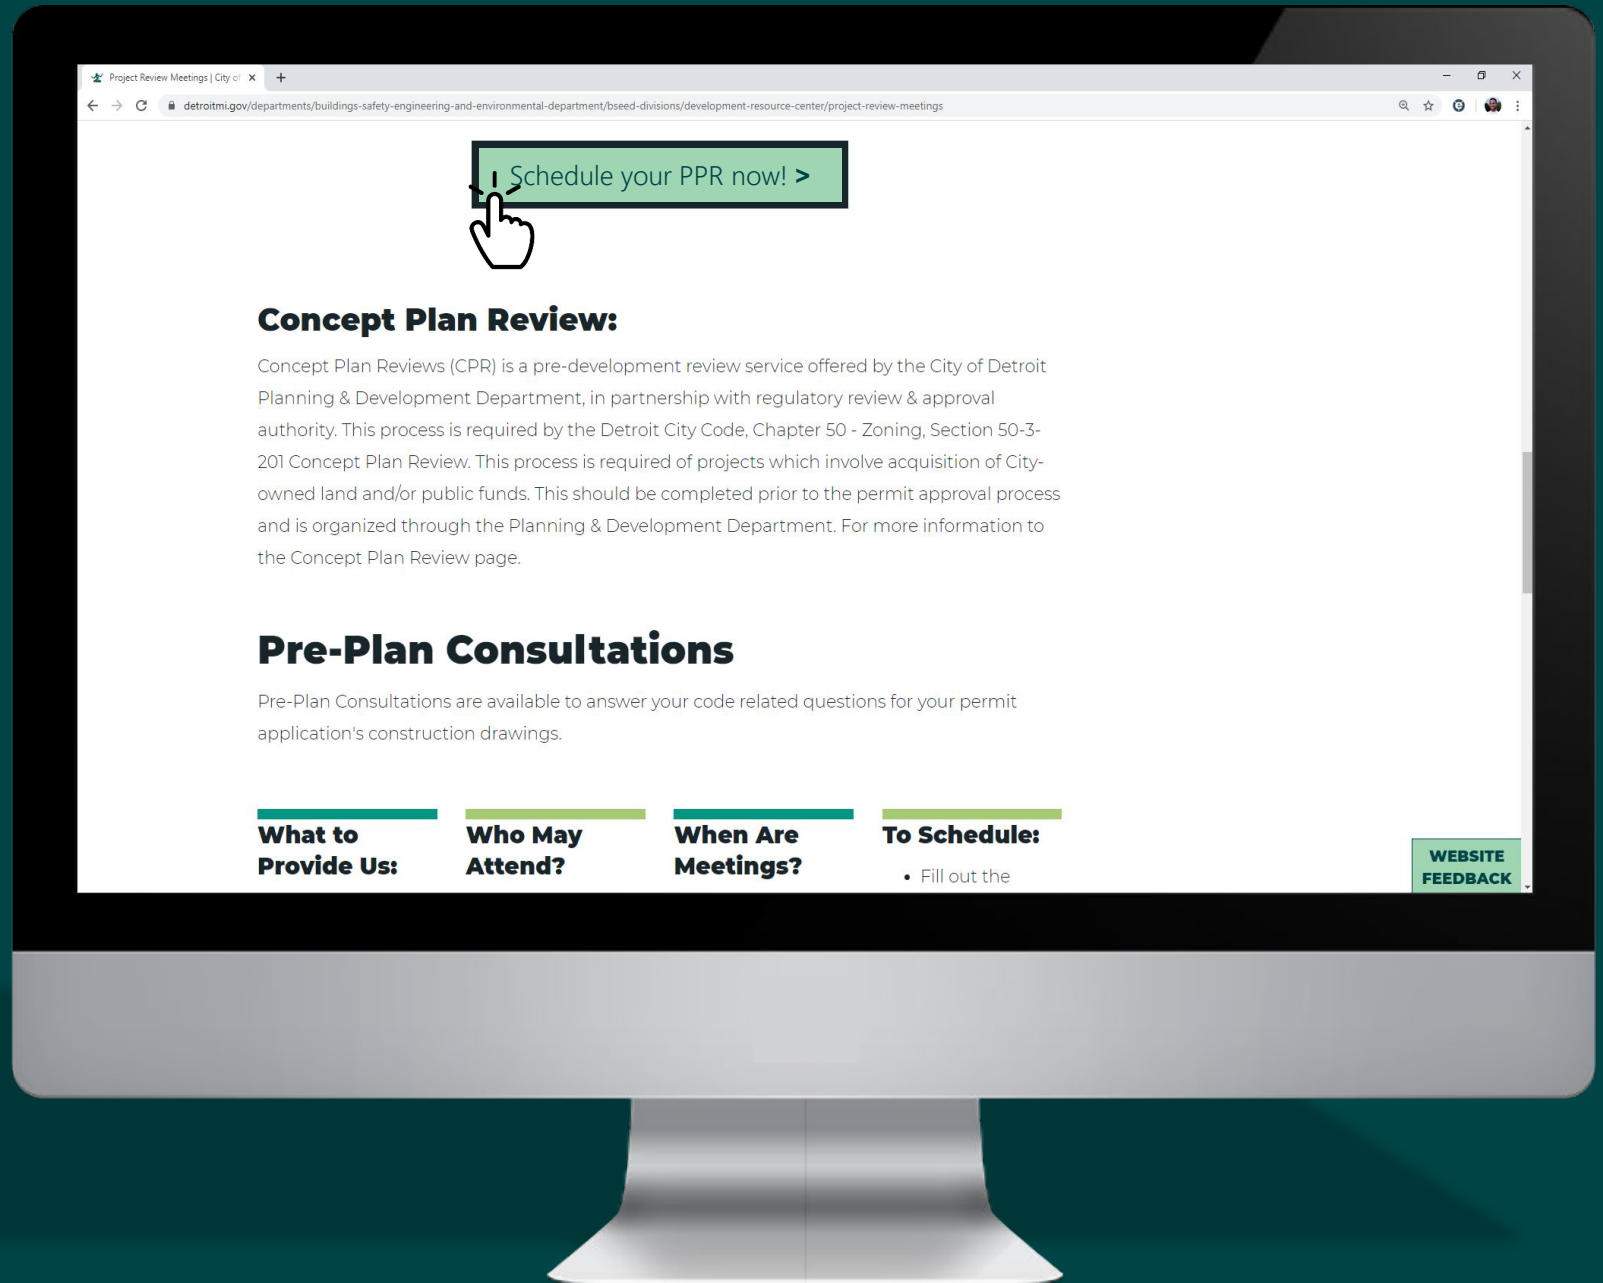 Project Review Meetings | City of
detroitmi.gov/departments/buildings-safety-engineering-and-environmental-department/bseed-divisions/development-resource-center/project-review-meetings
Schedule your PPR now! >
Concept Plan Review:
Concept Plan Reviews (CPR) is a pre-development review service offered by the City of Detroit
Planning & Development Department, in partnership with regulatory review & approval
authority. This process is required by the Detroit City Code, Chapter 50 - Zoning, Section 50-3-
201 Concept Plan Review. This process is required of projects which involve acquisition of City-
owned land and/or public funds. This should be completed prior to the permit approval process
and is organized through the Planning & Development Department. For more information to
the Concept Plan Review page.
Pre-Plan Consultations
Pre-Plan Consultations are available to answer your code related questions for your permit
application's construction drawings.
What to
Provide Us:
Who May
Attend?
When Are
Meetings?
To Schedule:
• Fill out the
WEBSITE
FEEDBACK